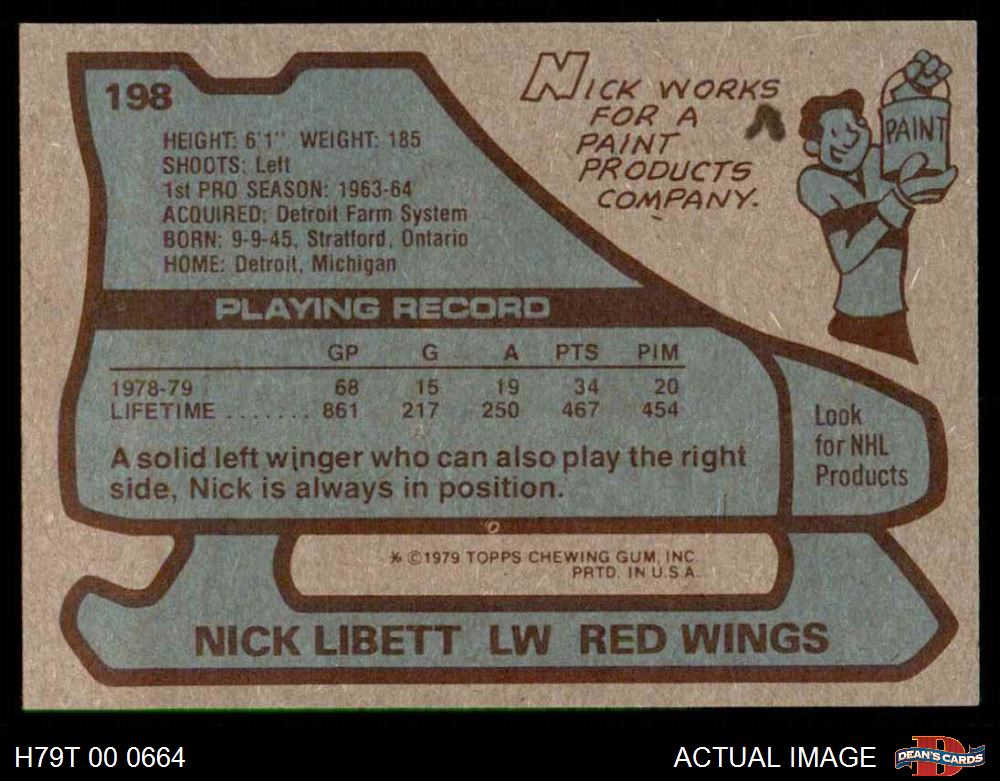 198
HEIGHT: 6'1" WEIGHT: 185
SHOOTS: Left
1st PRO SEASON: 1963-64
ACQUIRED: Detroit Farm System
BORN: 9-9-45, Stratford, Ontario
HOME: Detroit, Michigan
NICK WORKS
FOR A
PAINT
PRODUCTS
COMPANY.
PAINT
PLAYING RECORD
GP G A PTS PIM
1978-79 68 15 19 34 20
LIFETIME ....... 861 217 250 467 454
A solid left winger who can also play the right
side, Nick is always in position.
Look
for NHL
Products
©1979 TOPPS CHEWING GUM, INC.
PRTD. IN U.S.A.
NICK LIBETT LW RED WINGS
H79T 00 0664
ACTUAL IMAGE
D
DEAN'S CARDS